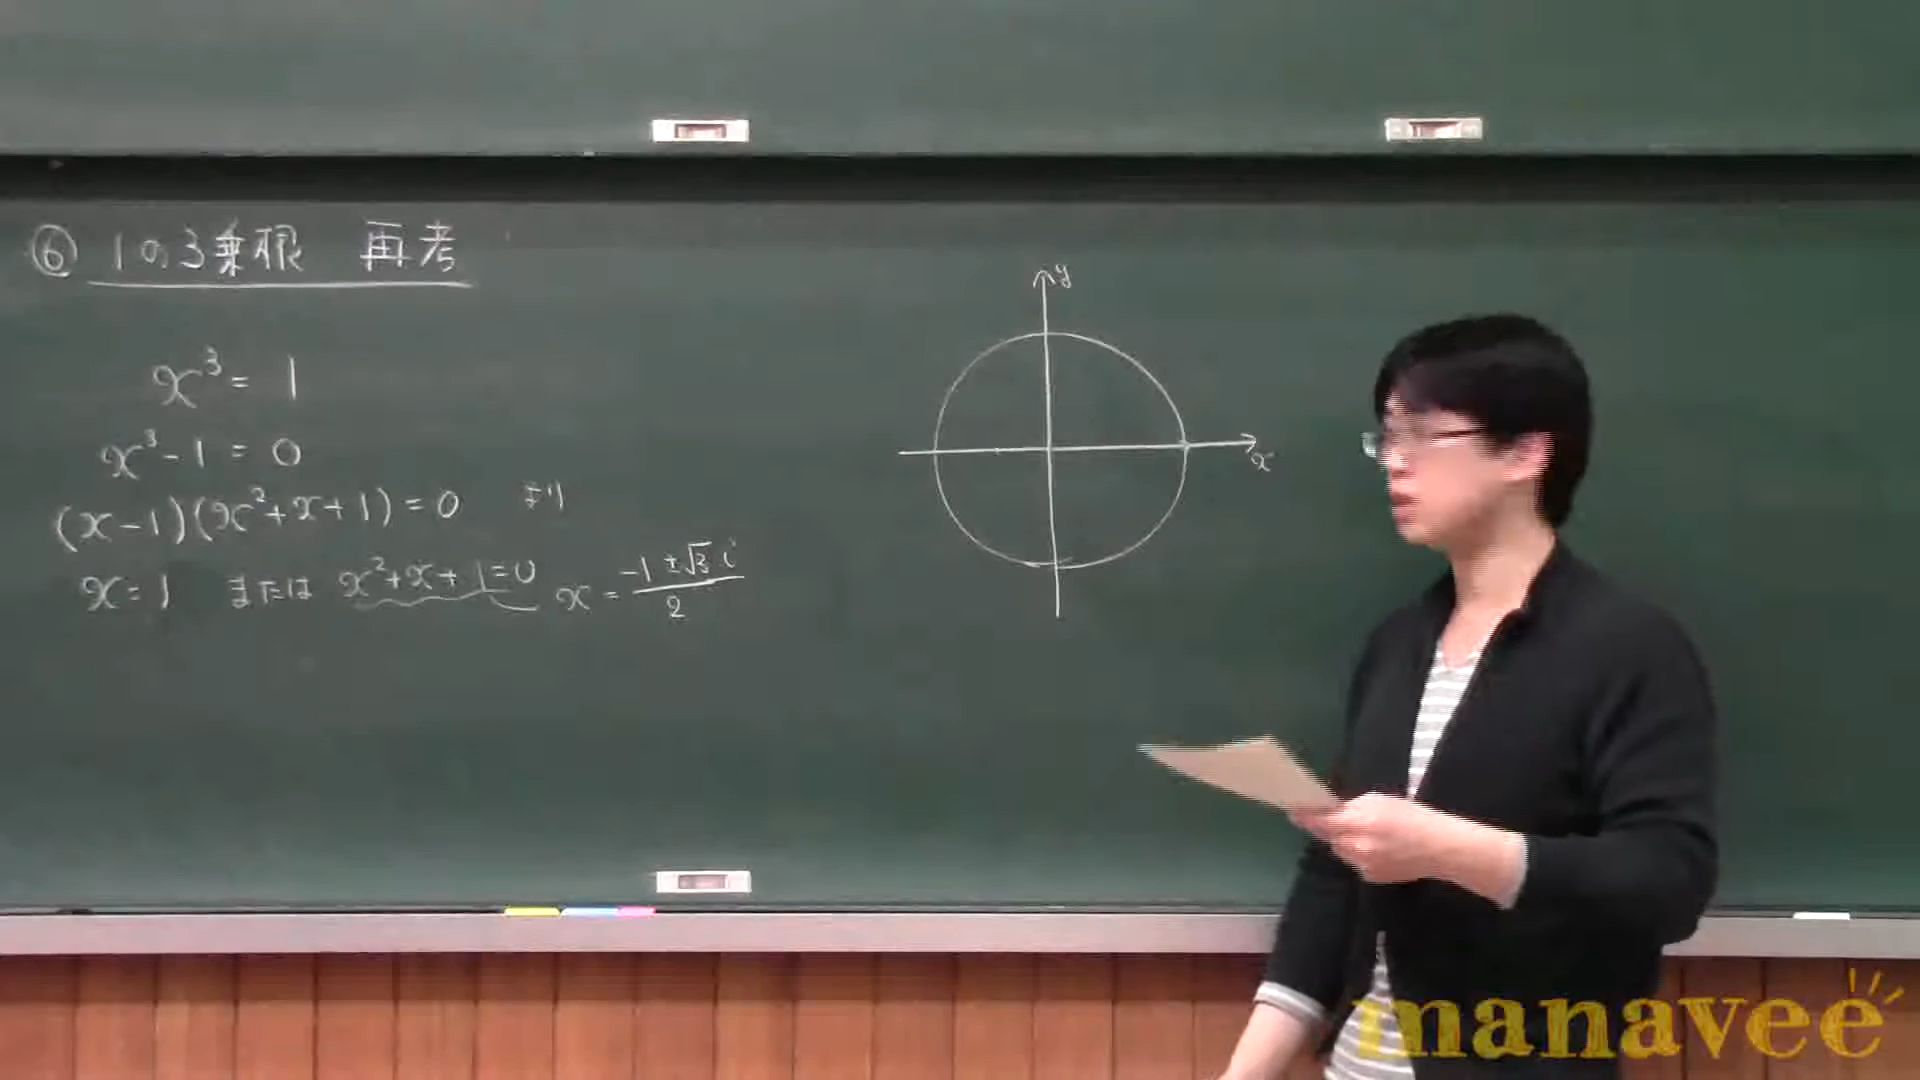 ⑥ 1の3乗根 再考
x³ = 1
x³-1 = 0
(x-1)(x²+x+1) = 0 より
x=1 または x²+x+1=0 x = (-1±√3 i)/2
y
x
manavee